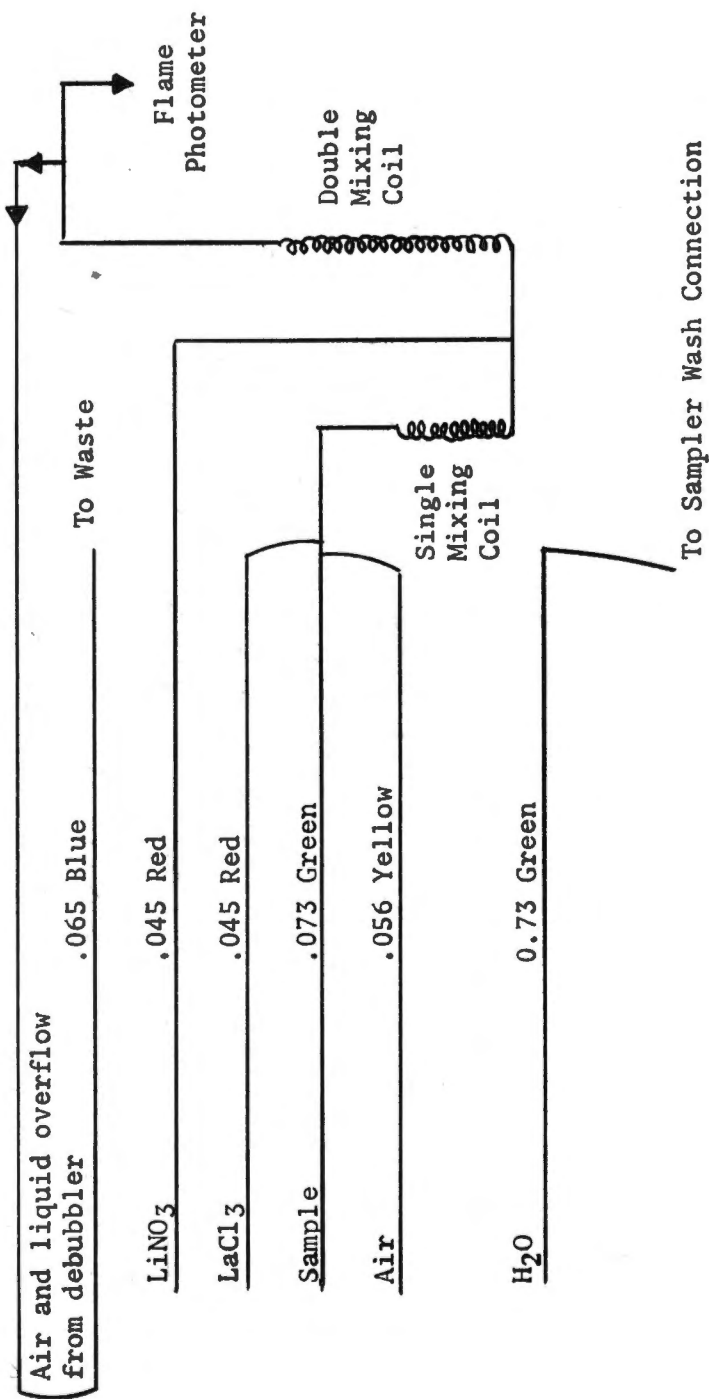 Air and liquid overflow
from debubbler
.065 Blue
To Waste
LiNO3
.045 Red
LaCl3
.045 Red
Sample
.073 Green
Air
.056 Yellow
H2O
0.73 Green
Single
Mixing
Coil
Double
Mixing
Coil
Flame
Photometer
To Sampler Wash Connection